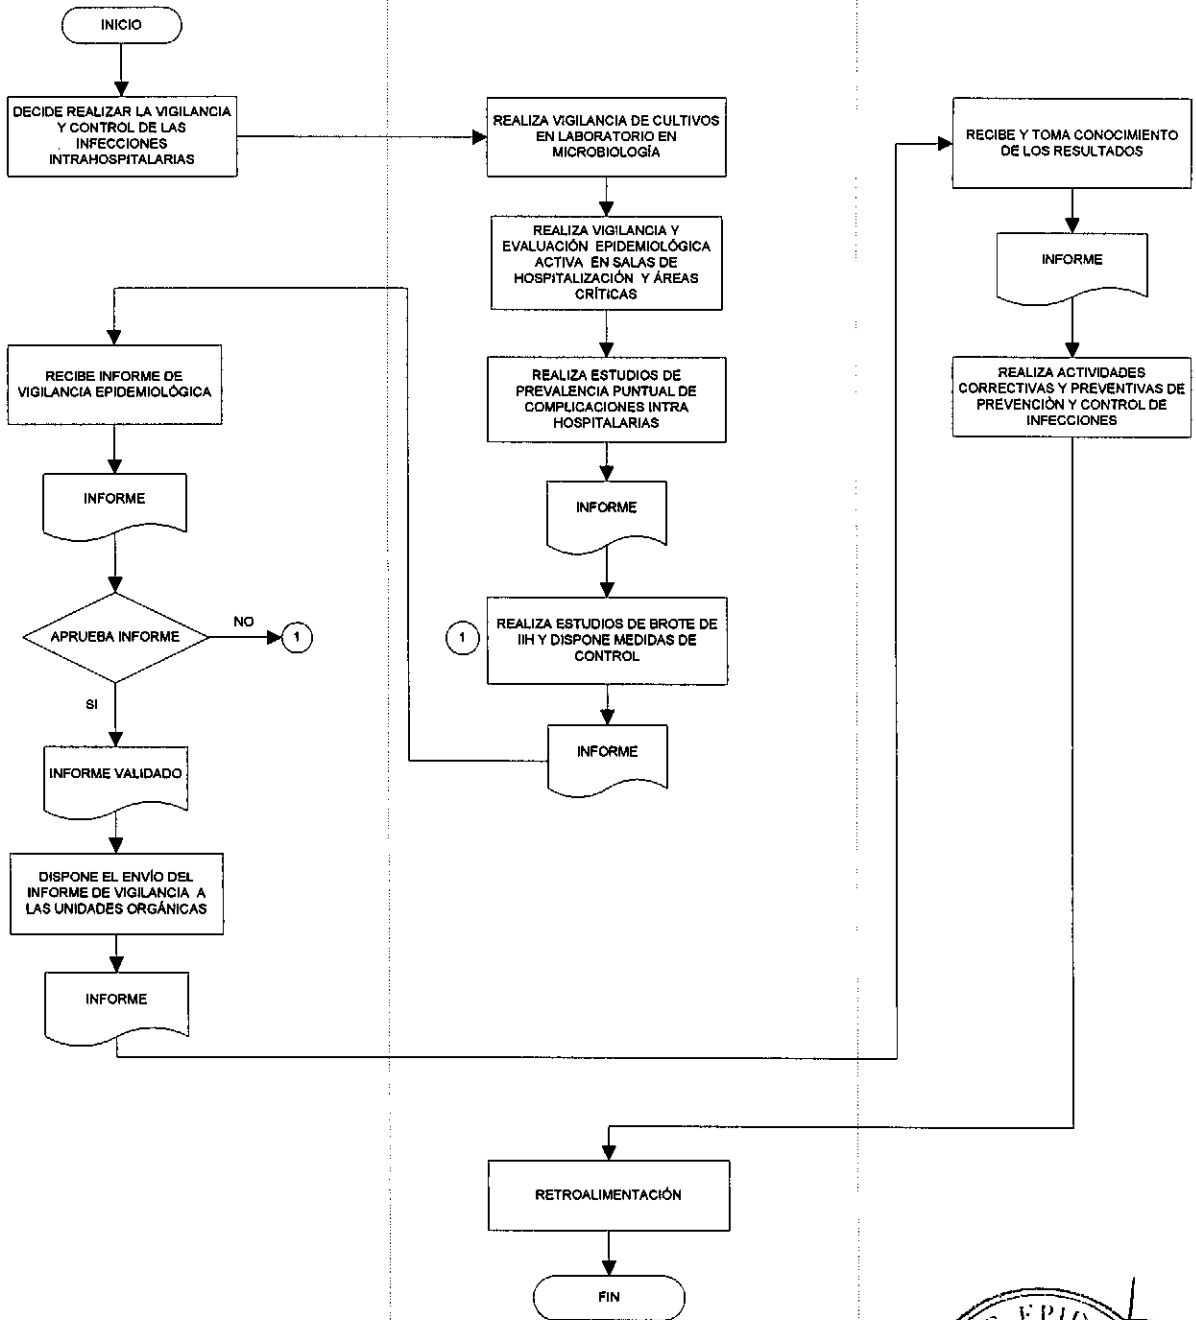 INICIO
DECIDE REALIZAR LA VIGILANCIA
Y CONTROL DE LAS
INFECCIONES
INTRAHOSPITALARIAS
REALIZA VIGILANCIA DE CULTIVOS
EN LABORATORIO EN
MICROBIOLOGÍA
REALIZA VIGILANCIA Y
EVALUACIÓN EPIDEMIOLÓGICA
ACTIVA EN SALAS DE
HOSPITALIZACIÓN Y ÁREAS
CRÍTICAS
REALIZA ESTUDIOS DE
PREVALENCIA PUNTUAL DE
COMPLICACIONES INTRA
HOSPITALARIAS
INFORME
1
REALIZA ESTUDIOS DE BROTE DE
IIH Y DISPONE MEDIDAS DE
CONTROL
INFORME
RECIBE INFORME DE
VIGILANCIA EPIDEMIOLÓGICA
INFORME
APRUEBA INFORME
NO
1
SI
INFORME VALIDADO
DISPONE EL ENVÍO DEL
INFORME DE VIGILANCIA A
LAS UNIDADES ORGÁNICAS
INFORME
RECIBE Y TOMA CONOCIMIENTO
DE LOS RESULTADOS
INFORME
REALIZA ACTIVIDADES
CORRECTIVAS Y PREVENTIVAS DE
PREVENCIÒN Y CONTROL DE
INFECCIONES
RETROALIMENTACIÓN
FIN